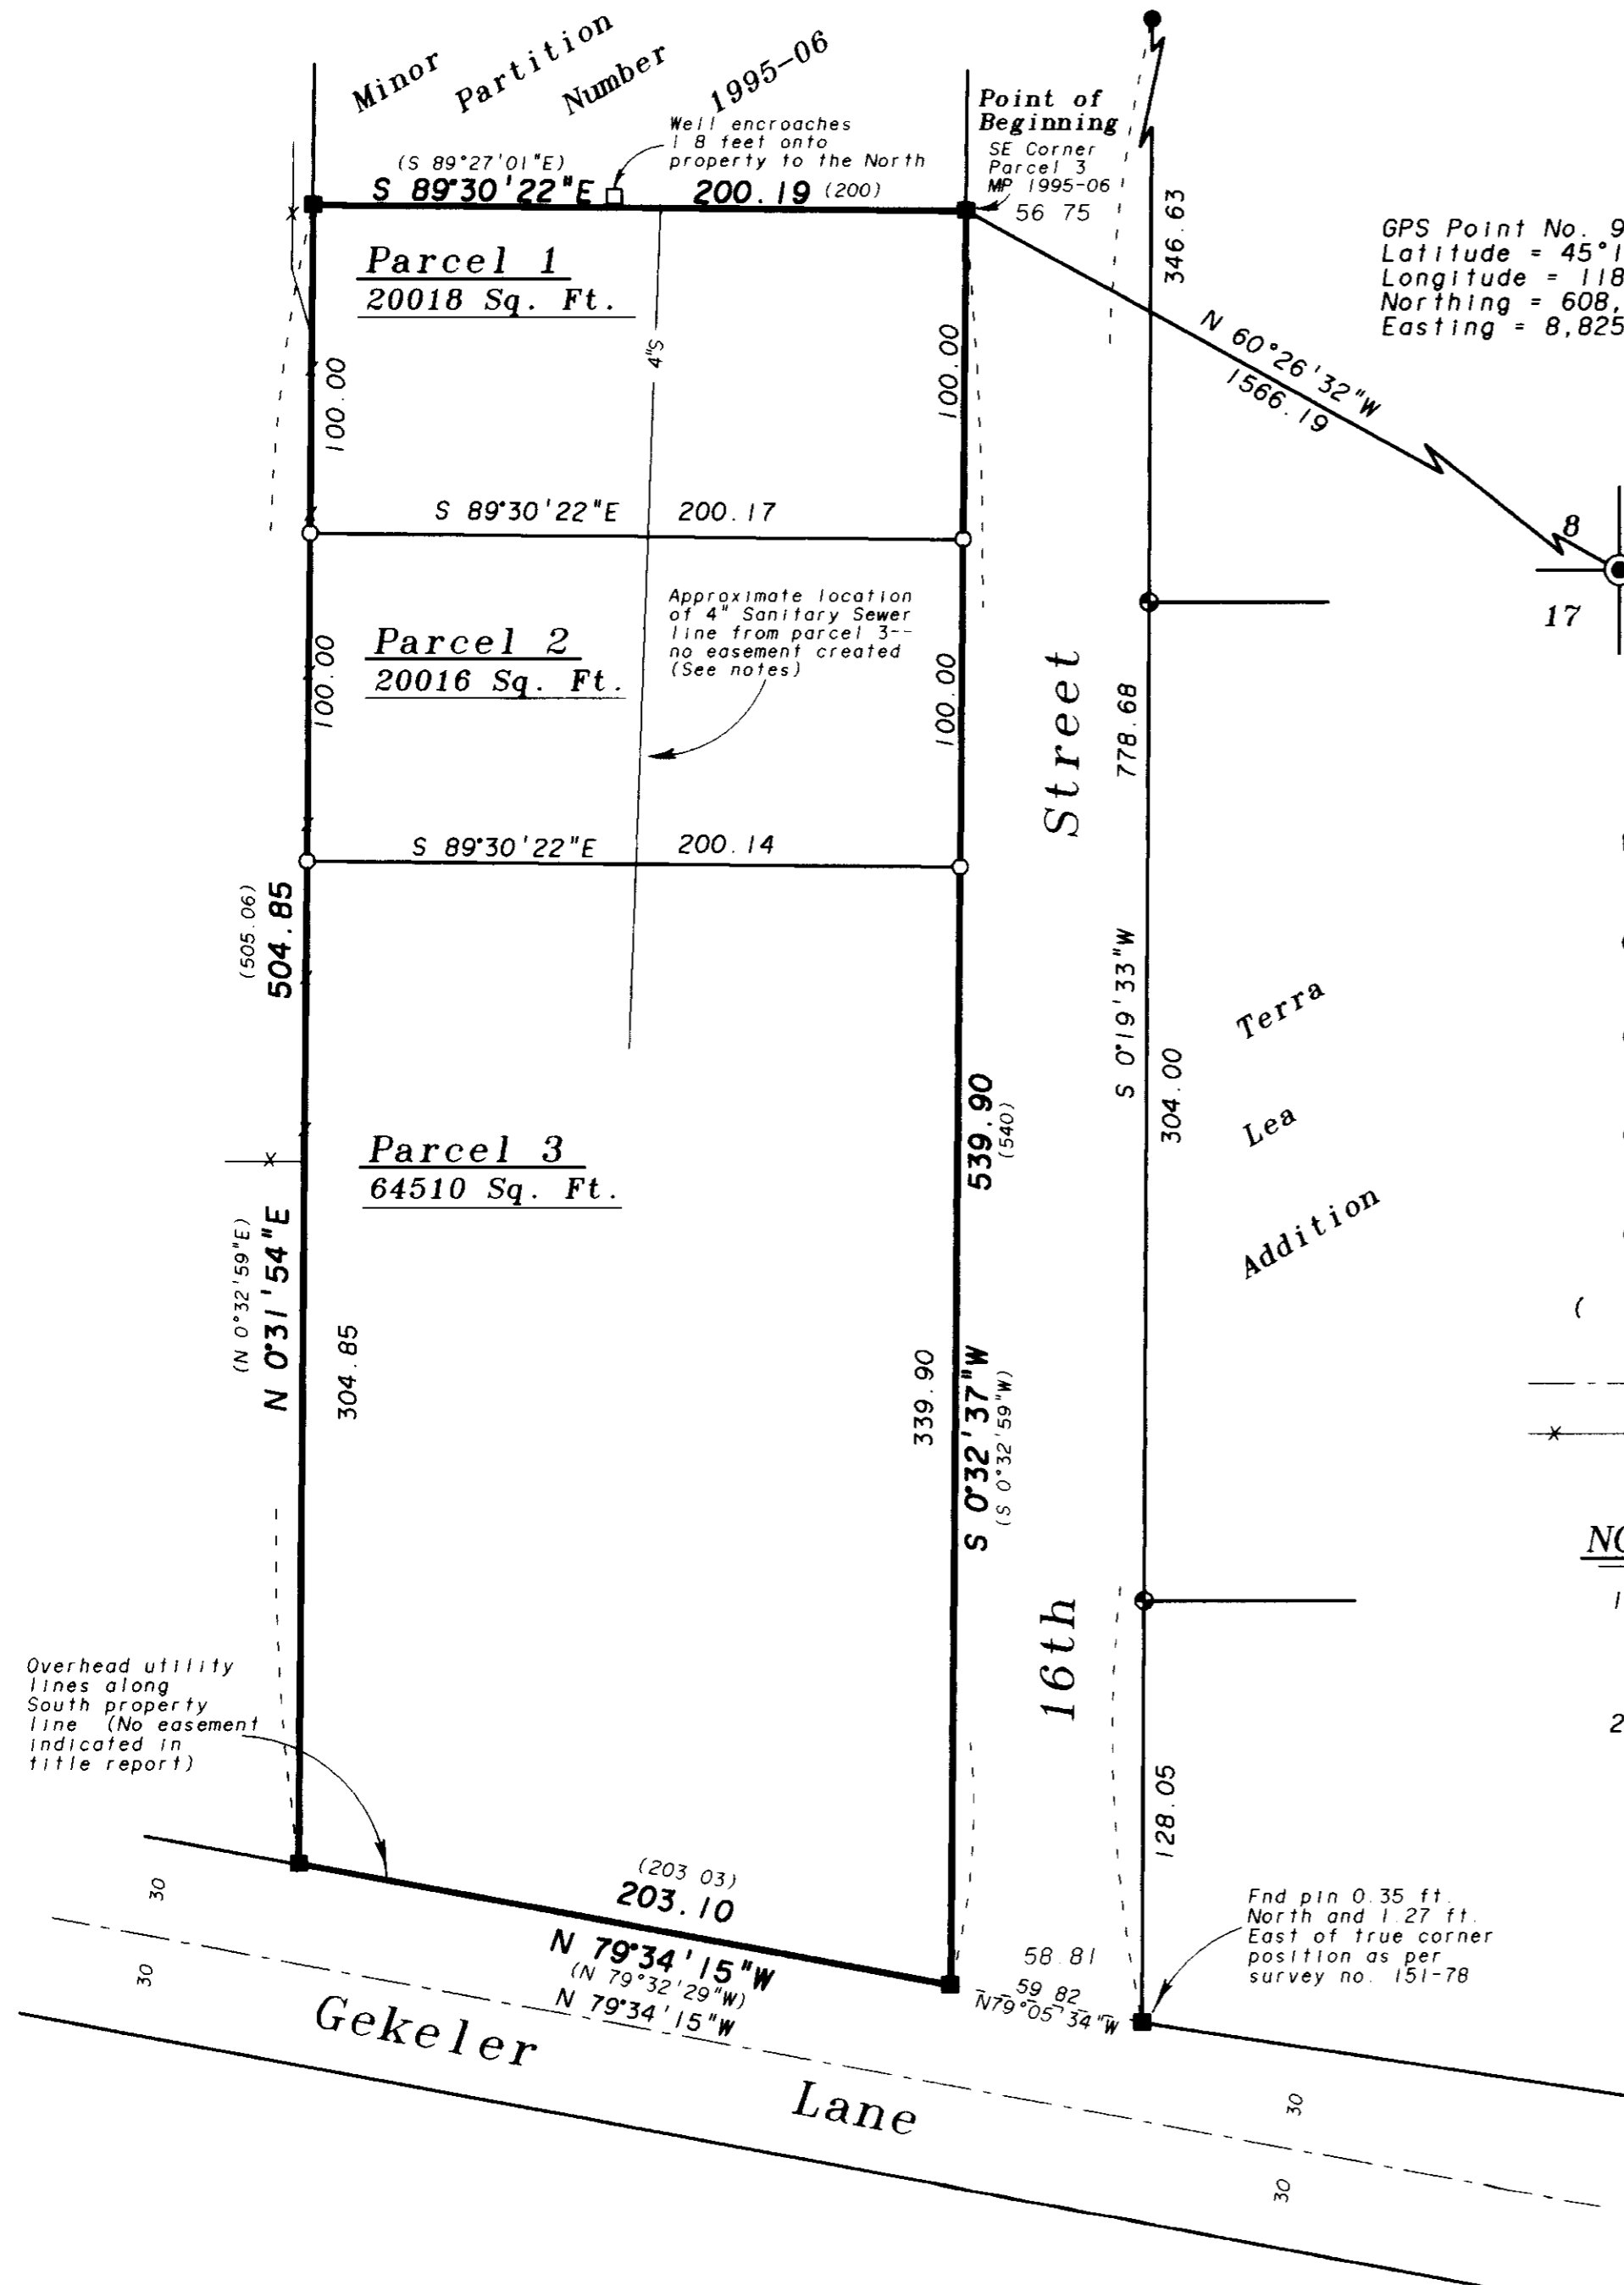 Minor Partition Number 1995-06
Well encroaches
1 8 feet onto
property to the North
Point of
Beginning
SE Corner
Parcel 3
MP 1995-06
56 75
(S 89°27'01"E)
S 89°30'22"E 200.19 (200)
346.63
GPS Point No. 9
Latitude = 45°1
Longitude = 118
Northing = 608,
Easting = 8,825
Parcel 1
20018 Sq. Ft.
4"S
100.00
100.00
N 60°26'32"W
1566.19
S 89°30'22"E 200.17
8
17
Approximate location
of 4" Sanitary Sewer
line from parcel 3--
no easement created
(See notes)
Parcel 2
20016 Sq. Ft.
100.00
100.00
778.68
S 89°30'22"E 200.14
(505.06)
504.85
S 0°19'33"W
304.00
Terra
Lea
Addition
539.90
(540)
Parcel 3
64510 Sq. Ft.
(N 0°32'59"E)
N 0°31'54"E
304.85
339.90
S 0°32'37"W
(S 0°32'59"W)
(
NO
1
2
16th Street
128.05
Overhead utility
lines along
South property
line (No easement
indicated in
title report)
(203 03)
203.10
N 79°34'15"W
(N 79°32'29"W)
N 79°34'15"W
58.81
59 82
N79°05'34"W
Fnd pin 0.35 ft.
North and 1.27 ft.
East of true corner
position as per
survey no. 151-78
30
30
Gekeler Lane
30
30